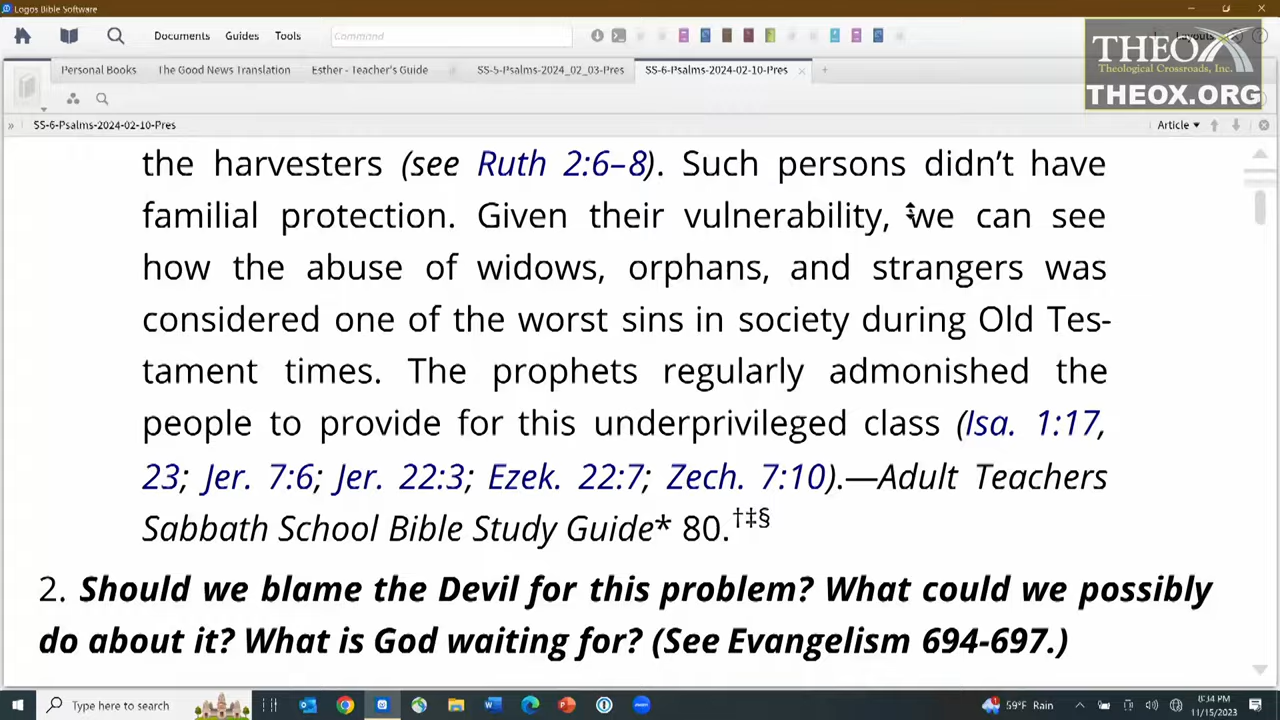 Logos Bible Software
Documents Guides Tools Command
THEOX
Theological Crossroads, Inc.
THEOX.ORG
Personal Books The Good News Translation Esther - Teacher's salms-2024_02_03-Pres SS-6-Psalms-2024-02-10-Pres
SS-6-Psalms-2024-02-10-Pres Article
the harvesters (see Ruth 2:6–8). Such persons didn't have
familial protection. Given their vulnerability, we can see
how the abuse of widows, orphans, and strangers was
considered one of the worst sins in society during Old Tes-
tament times. The prophets regularly admonished the
people to provide for this underprivileged class (Isa. 1:17,
23; Jer. 7:6; Jer. 22:3; Ezek. 22:7; Zech. 7:10).—Adult Teachers
Sabbath School Bible Study Guide* 80.†‡§
2. Should we blame the Devil for this problem? What could we possibly
do about it? What is God waiting for? (See Evangelism 694-697.)
Type here to search 59°F Rain 8:34 PM
11/15/2023